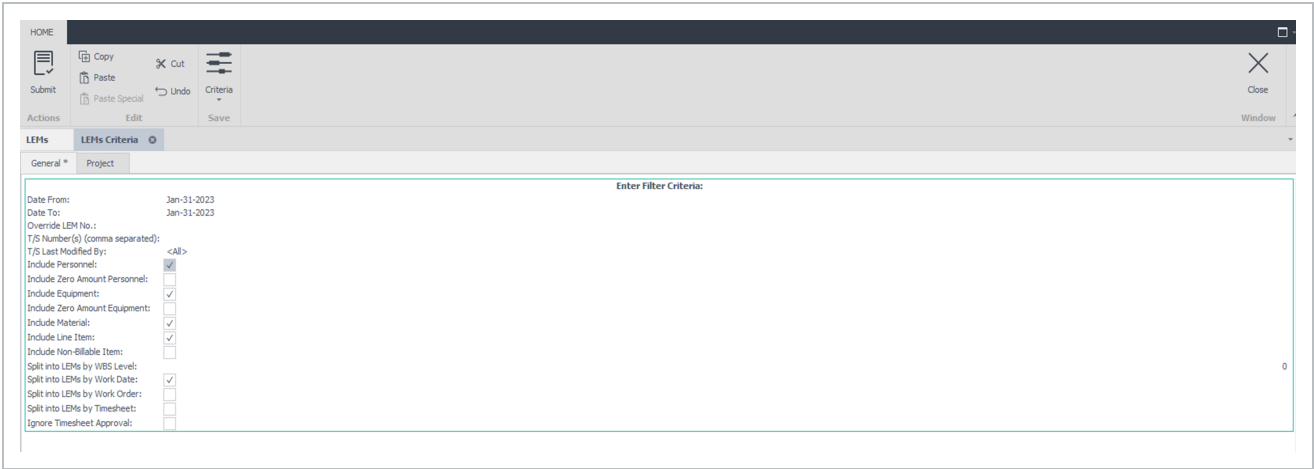 HOME
Submit
Copy
Paste
Paste Special
Cut
Undo
Criteria
Close
Actions
Edit
Save
Window
LEMs
LEMs Criteria
General *
Project
Enter Filter Criteria:
Date From: Jan-31-2023
Date To: Jan-31-2023
Override LEM No.:
T/S Number(s) (comma separated):
T/S Last Modified By: <All>
Include Personnel:
Include Zero Amount Personnel:
Include Equipment:
Include Zero Amount Equipment:
Include Material:
Include Line Item:
Include Non-Billable Item:
Split into LEMs by WBS Level: 0
Split into LEMs by Work Date:
Split into LEMs by Work Order:
Split into LEMs by Timesheet:
Ignore Timesheet Approval: